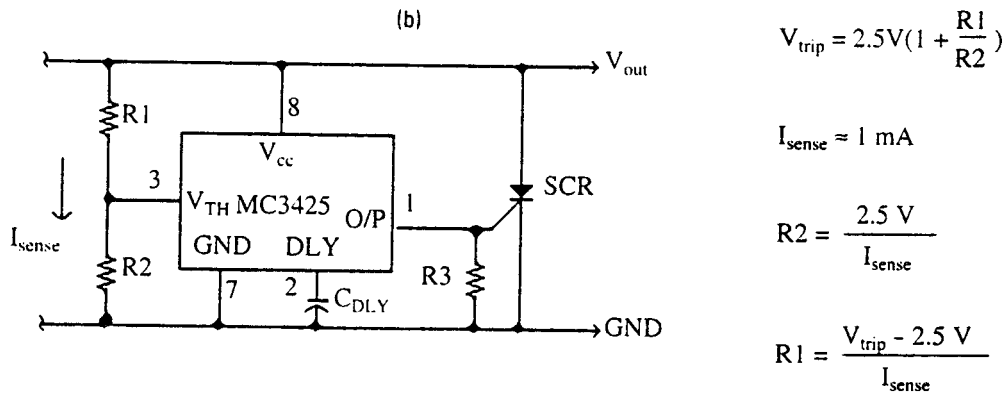 (b)
V_out
R1
8
V_cc
3
V_TH MC3425
O/P
1
SCR
I_sense
GND DLY
R2
7
2
C_DLY
R3
GND
V_trip = 2.5V(1 + R1/R2)
I_sense ≈ 1 mA
R2 = 2.5 V / I_sense
R1 = V_trip - 2.5 V / I_sense